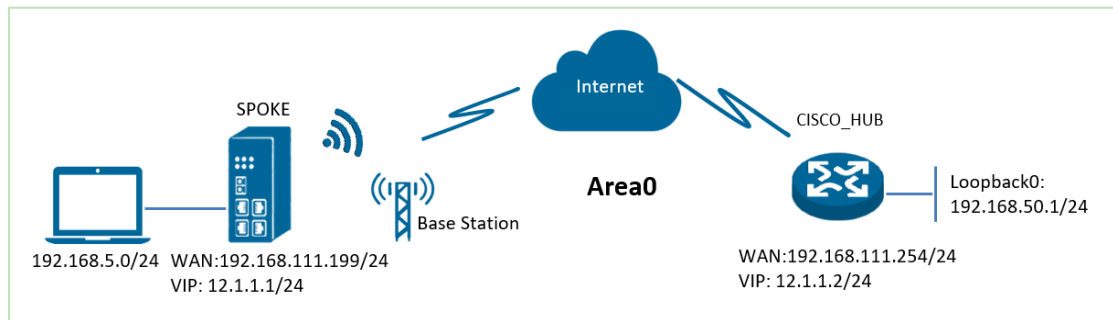 SPOKE
Internet
CISCO_HUB
Area0
Loopback0:
192.168.50.1/24
Base Station
192.168.5.0/24
WAN:192.168.111.199/24
VIP: 12.1.1.1/24
WAN:192.168.111.254/24
VIP: 12.1.1.2/24